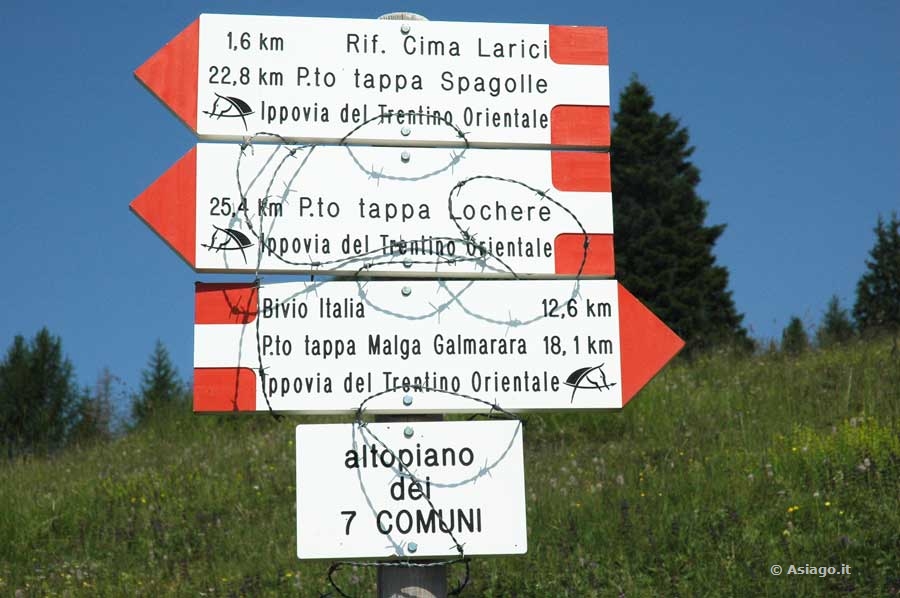 1,6 km Rif. Cima Larici
22,8 km P.to tappa Spagolle
Ippovia del Trentino Orientale
25,4 km P.to tappa Lochere
Ippovia del Trentino Orientale
Bivio Italia 12,6 km
P.to tappa Malga Galmarara 18,1 km
Ippovia del Trentino Orientale
altopiano
dei
7 COMUNI
© Asiago.it